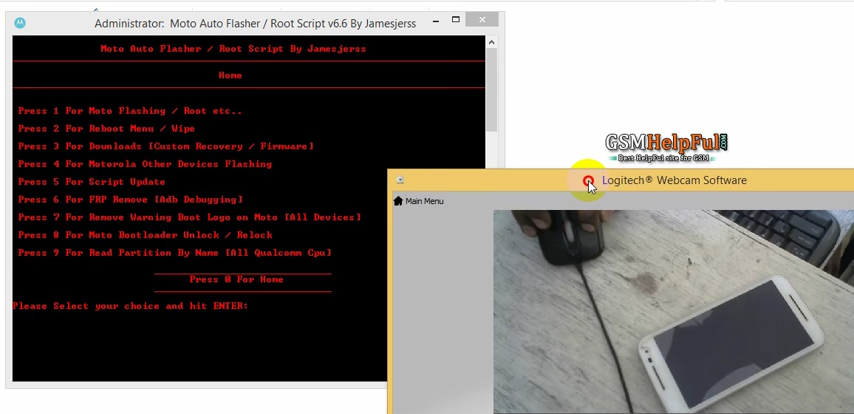 Administrator: Moto Auto Flasher / Root Script v6.6 By Jamesjerss
Moto Auto Flasher / Root Script By Jamesjerss
Home
Press 1 For Moto Flashing / Root etc..
Press 2 For Reboot Menu / Wipe
Press 3 For Downloads [Custom Recovery / Firmware]
Press 4 For Motorola Other Devices Flashing
Press 5 For Script Update
Press 6 For FRP Remove [Adb Debugging]
Press 7 For Remove Warning Boot Logo on Moto [All Devices]
Press 8 For Moto Bootloader Unlock / Relock
Press 9 For Read Partition By Name [All Qualcomm Cpu]
Press 0 For Home
Please Select your choice and hit ENTER:
GSMHelpFul.COM
Best Helpful site for GSM
Logitech® Webcam Software
Main Menu